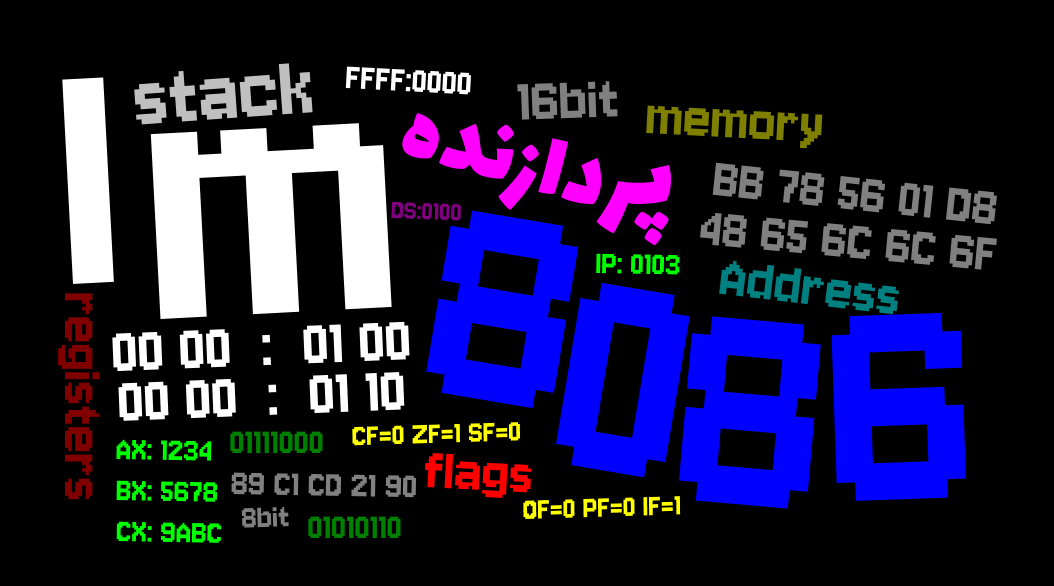 Im
stack
FFFF:0000
16bit
memory
پردازنده
BB 78 56 01 D8
48 65 6C 6C 6F
DS:0100
IP: 0103
Address
8086
registers
00 00 : 01 00
00 00 : 01 10
AX: 1234
01111000
CF=0 ZF=1 SF=0
BX: 5678
89 C1 CD 21 90
flags
8bit
OF=0 PF=0 IF=1
CX: 9ABC
01010110